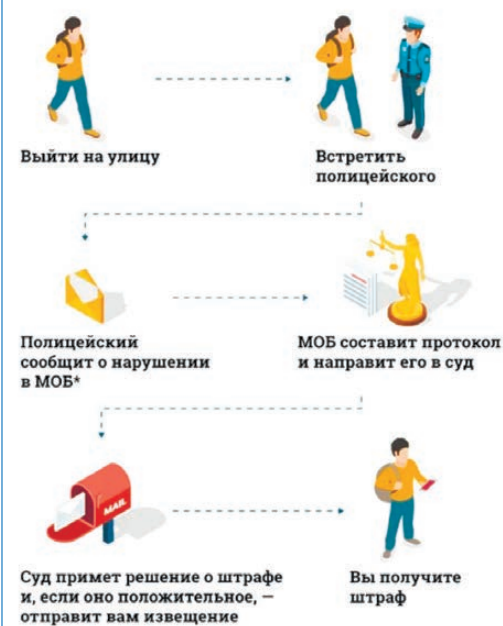 Выйти на улицу
Встретить
полицейского
Полицейский
сообщит о нарушении
в МОБ*
МОБ составит протокол
и направит его в суд
MAIL
Суд примет решение о штрафе
и, если оно положительное, —
отправит вам извещение
Вы получите
штраф